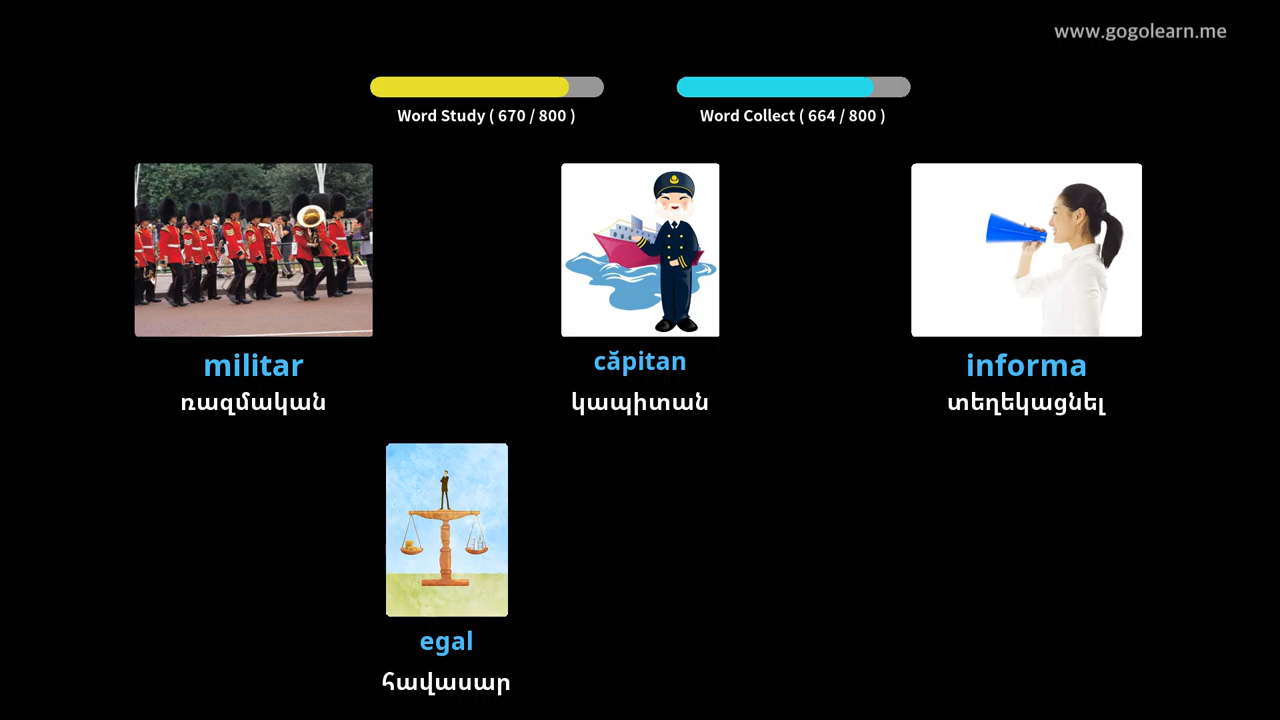 www.gogolearn.me
Word Study ( 670 / 800 )
Word Collect ( 664 / 800 )
militar
ռազմական
căpitan
կապիտան
informa
տեղեկացնել
egal
հավասար